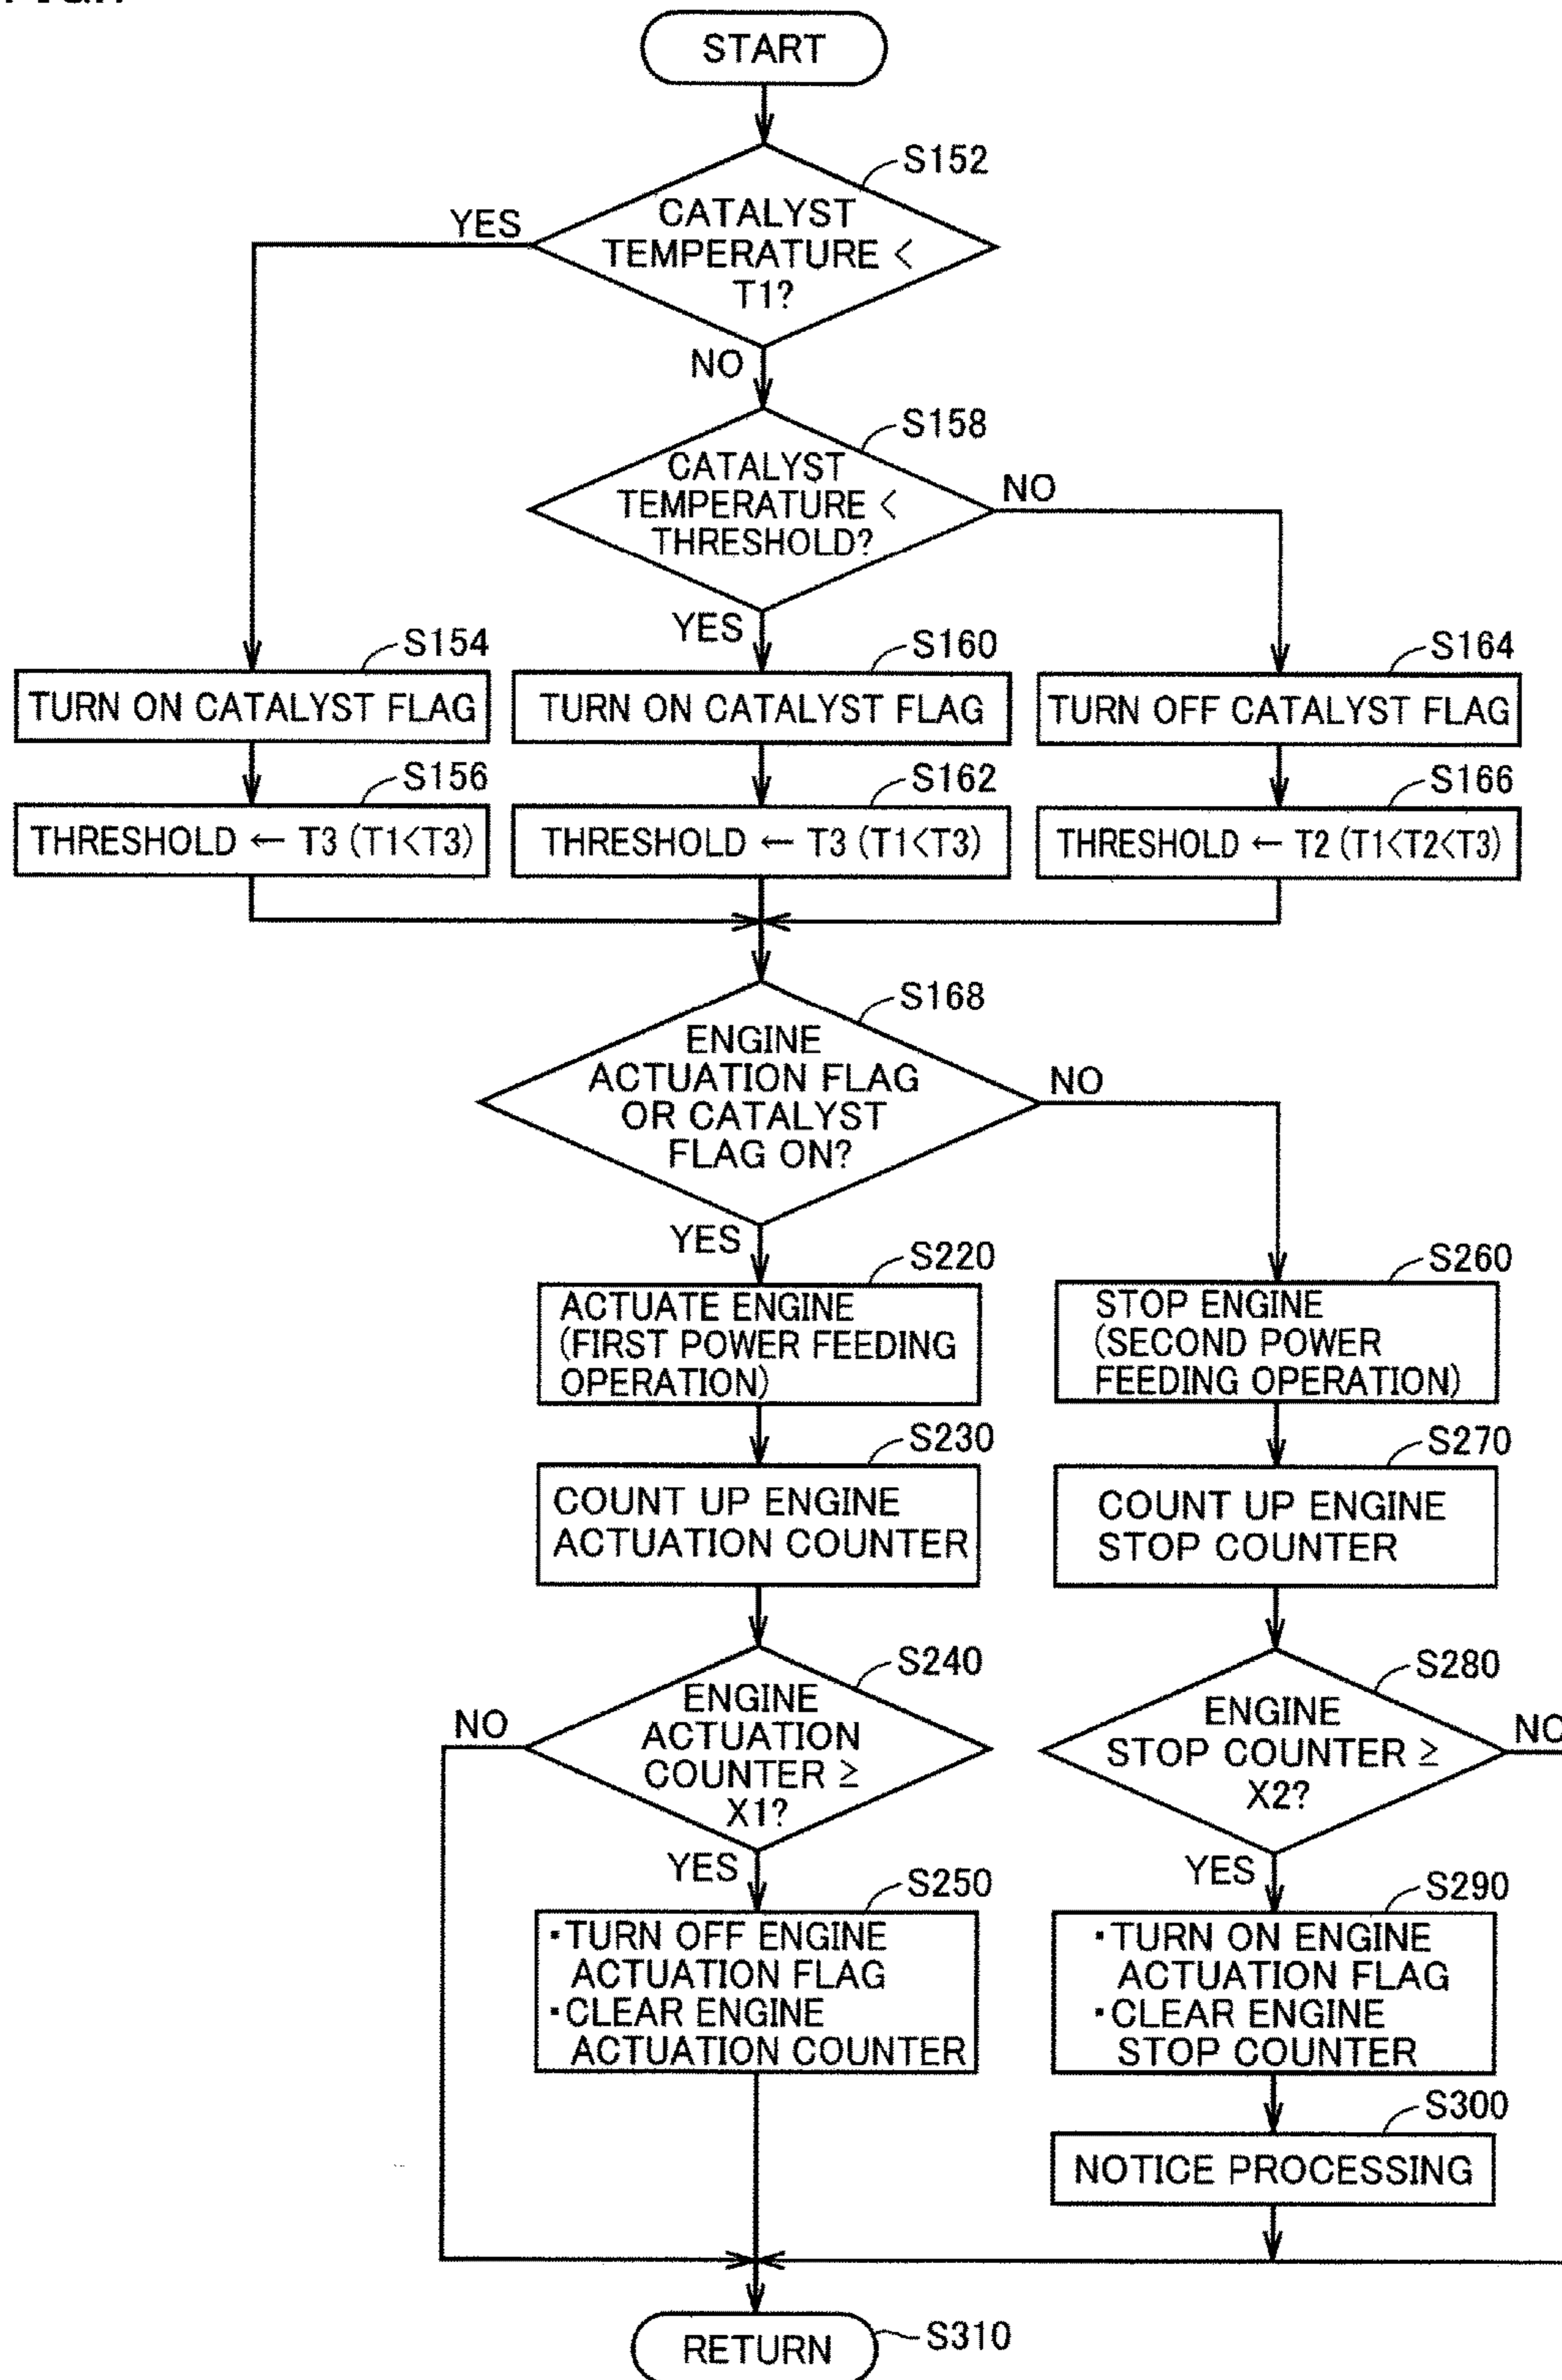 START
S152
CATALYST
TEMPERATURE <
T1?
YES
NO
S158
CATALYST
TEMPERATURE <
THRESHOLD?
NO
YES
S154
TURN ON CATALYST FLAG
S160
TURN ON CATALYST FLAG
S164
TURN OFF CATALYST FLAG
S156
THRESHOLD ← T3 (T1<T3)
S162
THRESHOLD ← T3 (T1<T3)
S166
THRESHOLD ← T2 (T1<T2<T3)
S168
ENGINE
ACTUATION FLAG
OR CATALYST
FLAG ON?
NO
YES
S220
ACTUATE ENGINE
(FIRST POWER FEEDING
OPERATION)
S260
STOP ENGINE
(SECOND POWER
FEEDING OPERATION)
S230
COUNT UP ENGINE
ACTUATION COUNTER
S270
COUNT UP ENGINE
STOP COUNTER
S240
ENGINE
ACTUATION
COUNTER ≥
X1?
NO
YES
S280
ENGINE
STOP COUNTER ≥
X2?
NO
YES
S250
·TURN OFF ENGINE
ACTUATION FLAG
·CLEAR ENGINE
ACTUATION COUNTER
S290
·TURN ON ENGINE
ACTUATION FLAG
·CLEAR ENGINE
STOP COUNTER
S300
NOTICE PROCESSING
RETURN
S310